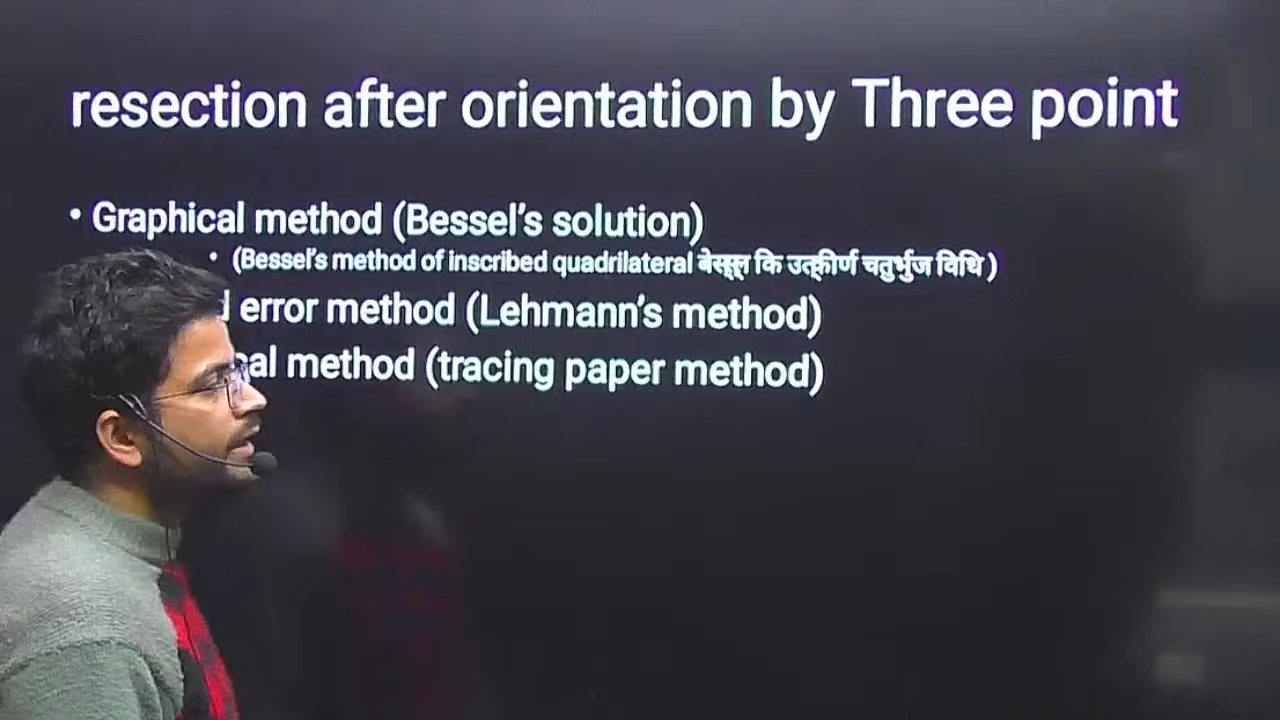 resection after orientation by Three point
• Graphical method (Bessel's solution)
• (Bessel's method of inscribed quadrilateral बेसूल कि उत्कीर्ण चतुर्भुज विधि )
error method (Lehmann's method)
method (tracing paper method)